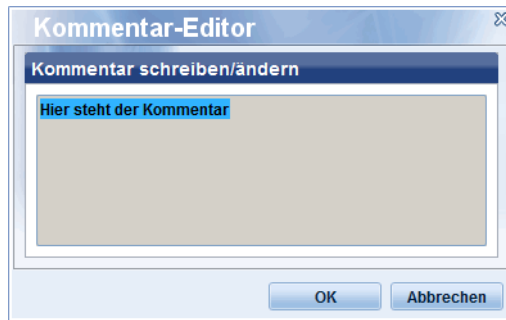 Kommentar-Editor
Kommentar schreiben/ändern
Hier steht der Kommentar
OK
Abbrechen